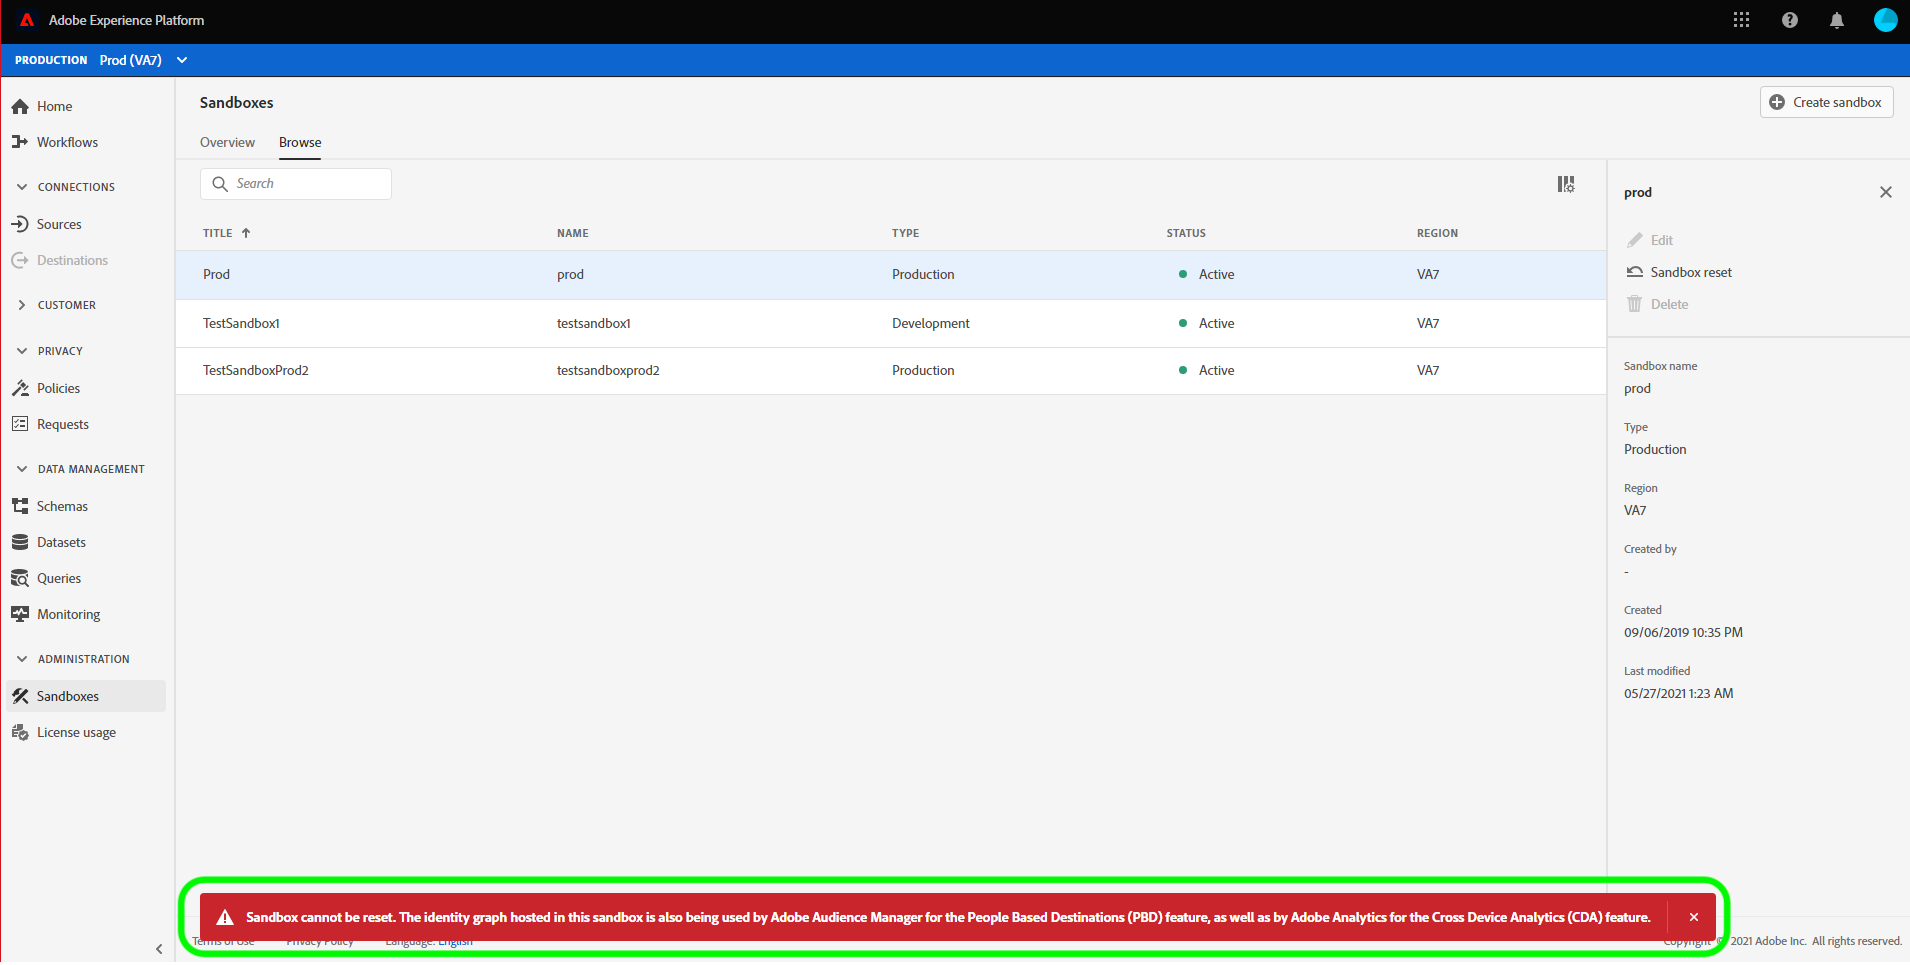 Adobe Experience Platform
PRODUCTION Prod (VA7)
Home
Workflows
CONNECTIONS
Sources
Destinations
CUSTOMER
PRIVACY
Policies
Requests
DATA MANAGEMENT
Schemas
Datasets
Queries
Monitoring
ADMINISTRATION
Sandboxes
License usage
Sandboxes
Create sandbox
Overview Browse
Search
TITLE NAME TYPE STATUS REGION
Prod prod Production Active VA7
TestSandbox1 testsandbox1 Development Active VA7
TestSandboxProd2 testsandboxprod2 Production Active VA7
prod
Edit
Sandbox reset
Delete
Sandbox name
prod
Type
Production
Region
VA7
Created by
-
Created
09/06/2019 10:35 PM
Last modified
05/27/2021 1:23 AM
Sandbox cannot be reset. The identity graph hosted in this sandbox is also being used by Adobe Audience Manager for the People Based Destinations (PBD) feature, as well as by Adobe Analytics for the Cross Device Analytics (CDA) feature.
Terms of Use Privacy Policy Language: English Copyright © 2021 Adobe Inc. All rights reserved.